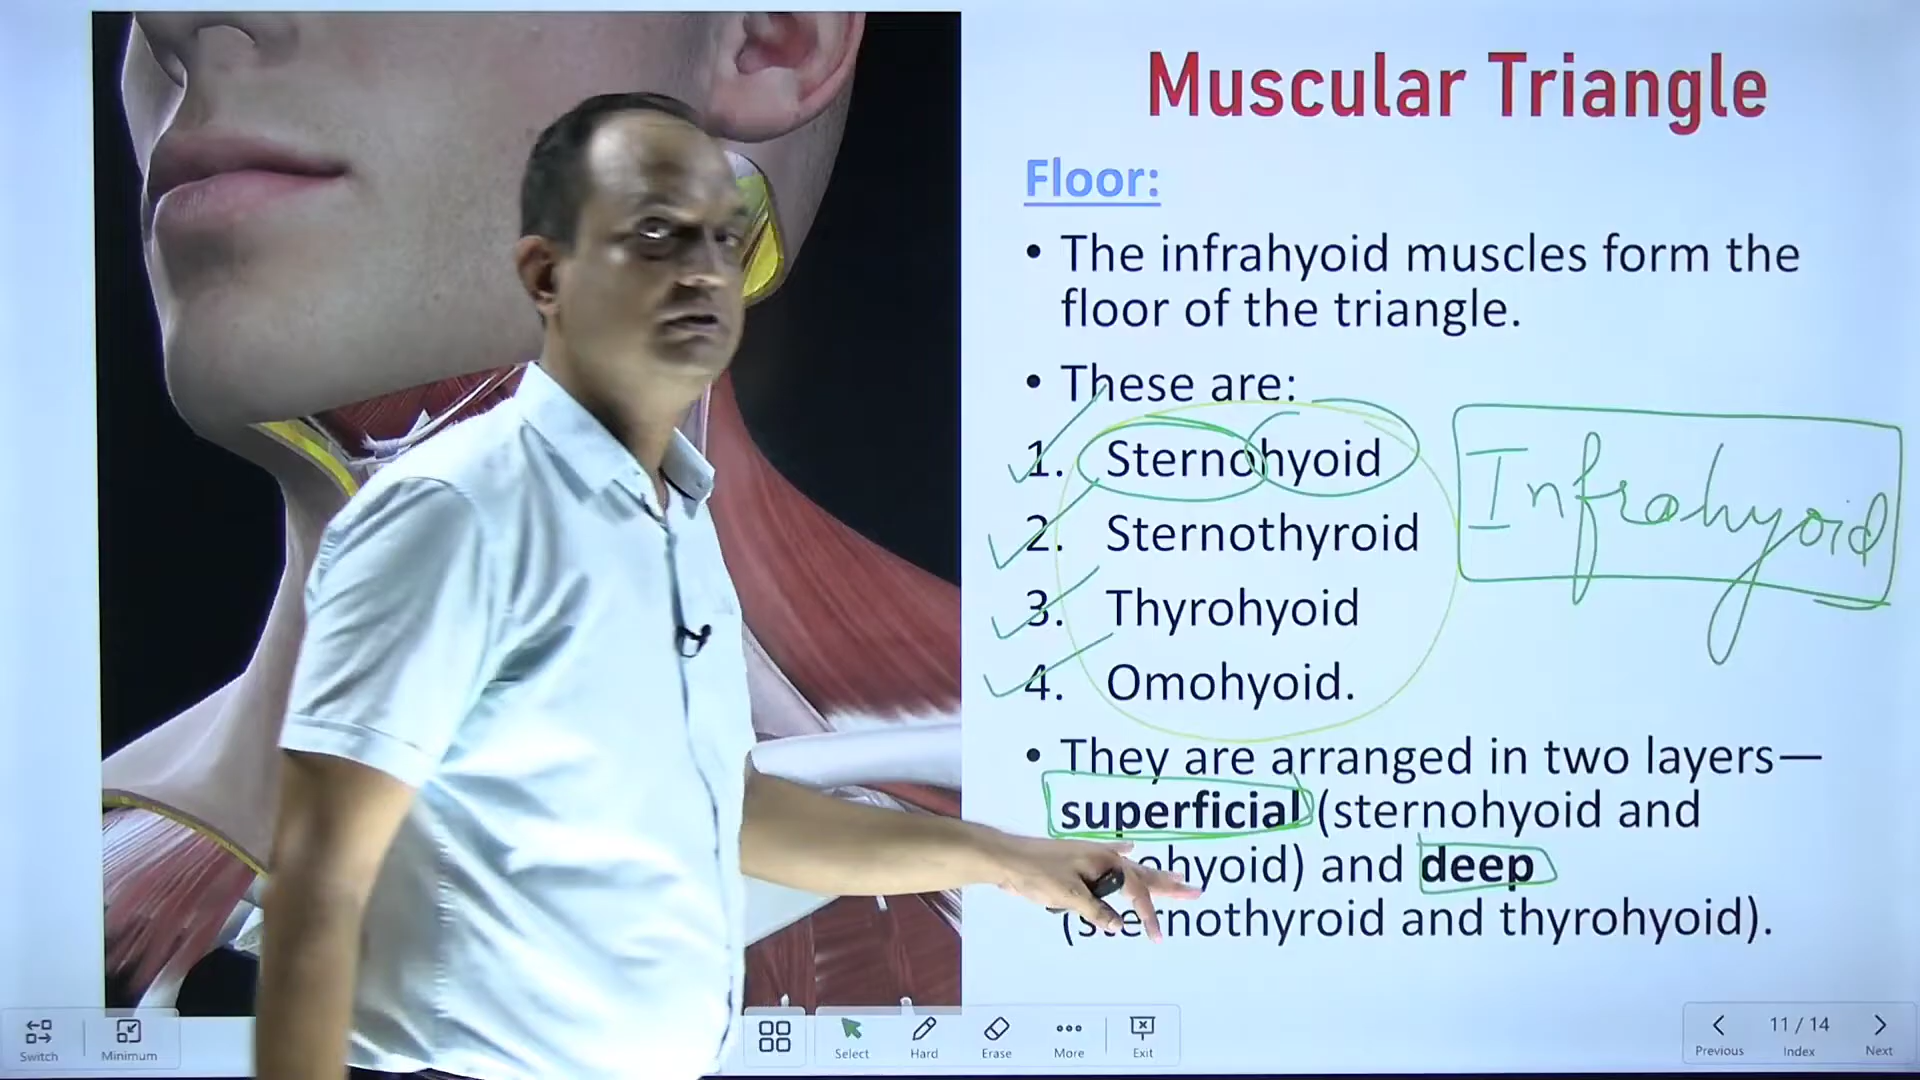 Muscular Triangle
Floor:
• The infrahyoid muscles form the
floor of the triangle.
• These are:
1. Sternohyoid
2. Sternothyroid
3. Thyrohyoid
4. Omohyoid.
Infrahyoid
• They are arranged in two layers—
superficial (sternohyoid and
ohyoid) and deep
(sternothyroid and thyrohyoid).
Switch
Minimum
Select
Hard
Erase
More
Exit
Previous
11 / 14
Index
Next